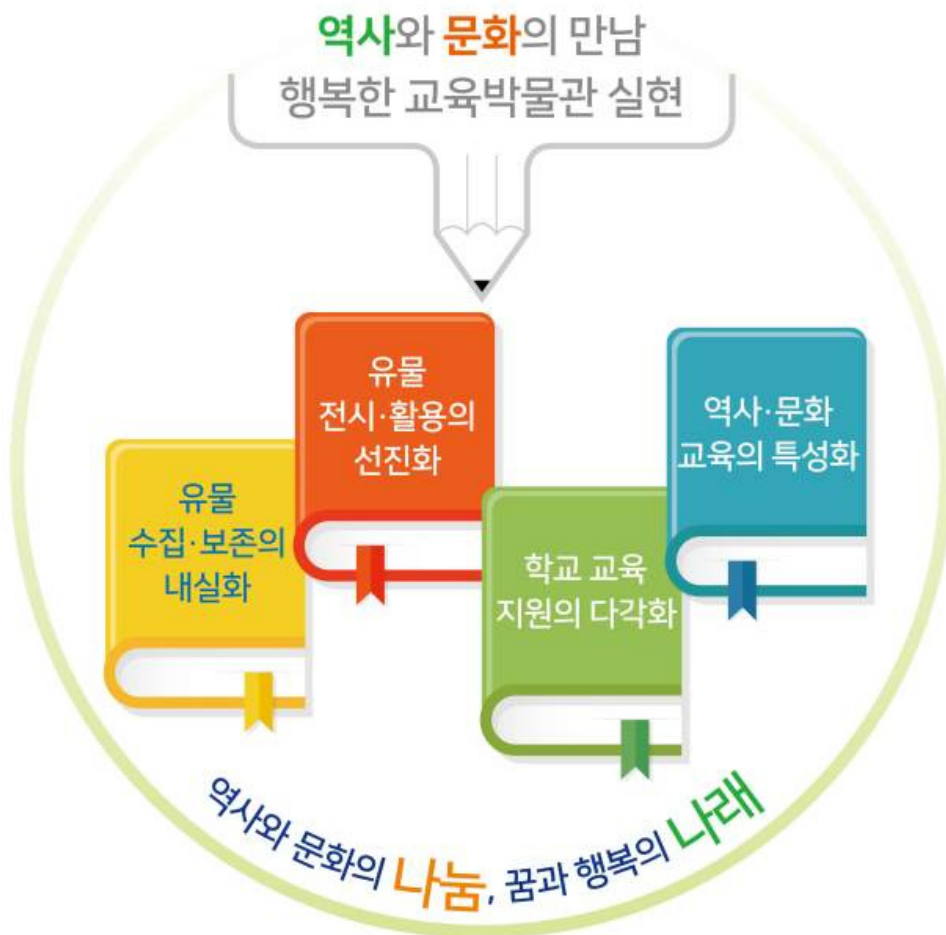 역사와 문화의 만남
행복한 교육박물관 실현
유물
수집·보존의
내실화
유물
전시·활용의
선진화
학교 교육
지원의 다각화
역사·문화
교육의 특성화
역사와 문화의 나눔, 꿈과 행복의 나래